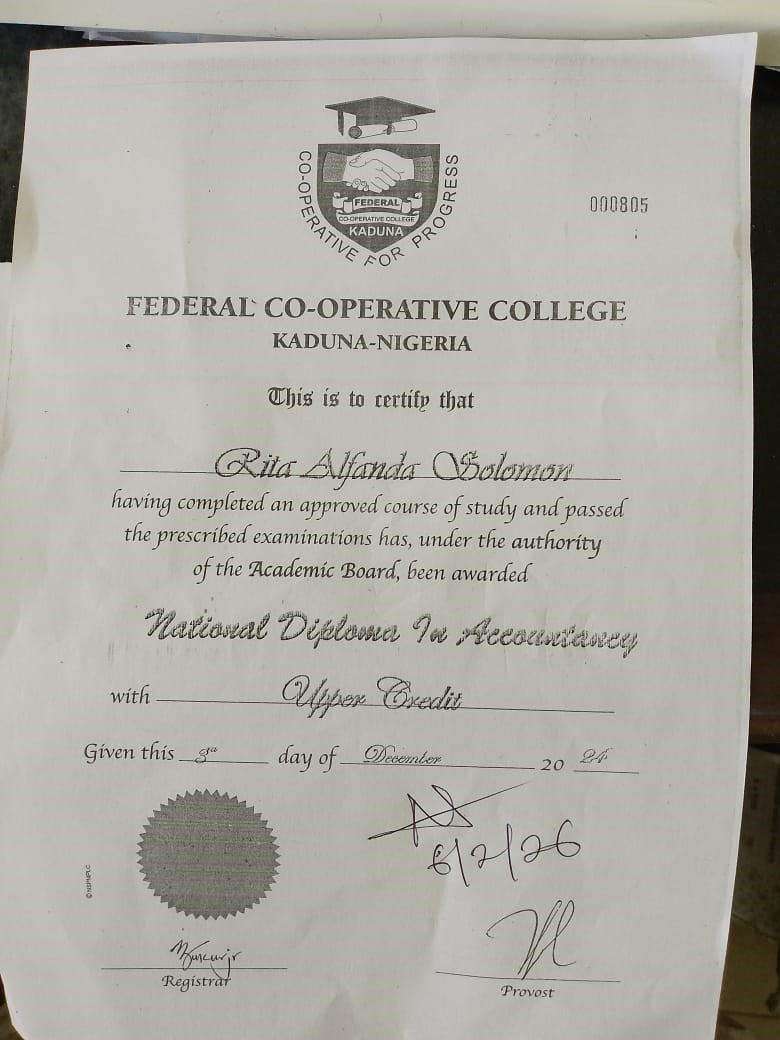 CO-OPERATIVE FOR PROGRESS
FEDERAL
CO-OPERATIVE COLLEGE
KADUNA
000805
FEDERAL CO-OPERATIVE COLLEGE
KADUNA-NIGERIA
This is to certify that
Rita Alfanda Solomon
having completed an approved course of study and passed
the prescribed examinations has, under the authority
of the Academic Board, been awarded
National Diploma In Accountancy
with Upper Credit
Given this 3rd day of December 20 24
6/2/26
© NSPMPLC
Registrar
Provost